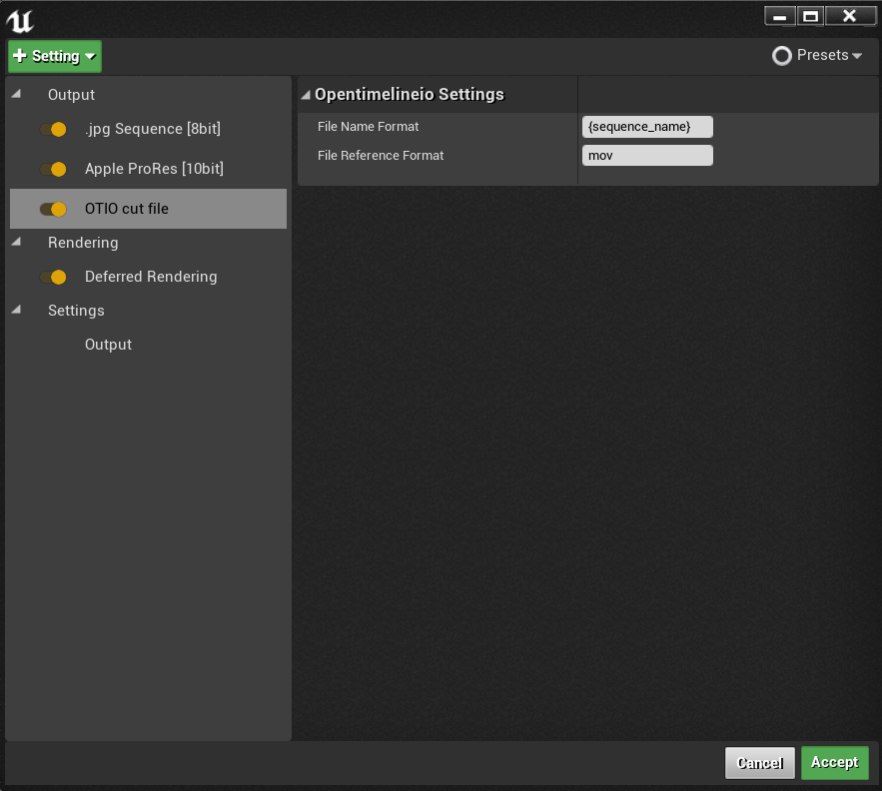 Setting
Presets
Output
.jpg Sequence [8bit]
Apple ProRes [10bit]
OTIO cut file
Rendering
Deferred Rendering
Settings
Output
Opentimelineio Settings
File Name Format
{sequence_name}
File Reference Format
mov
Cancel
Accept